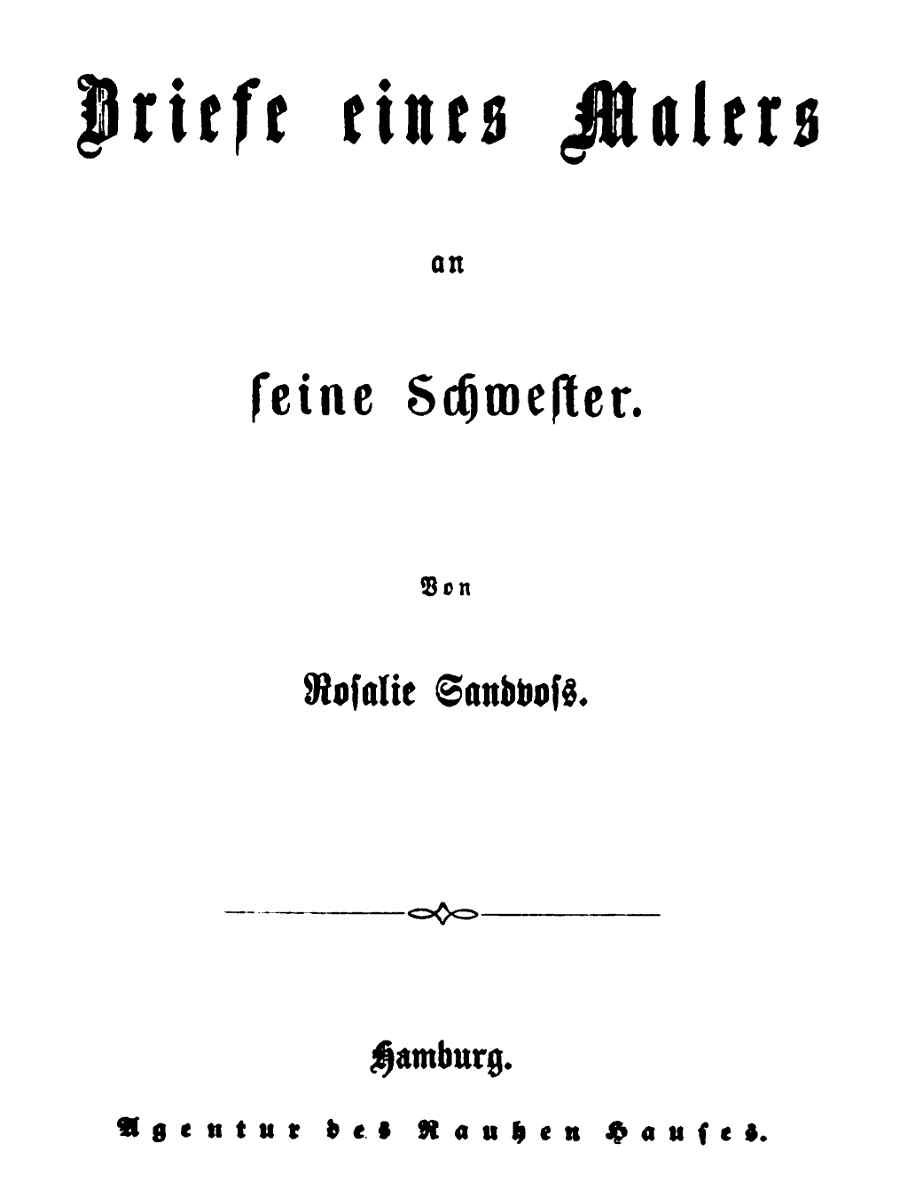 Briefe eines Malers
an
ſeine Schweſter.
Von
Roſalie Sandvoſs.
Hamburg.
Agentur des Rauhen Hauſes.